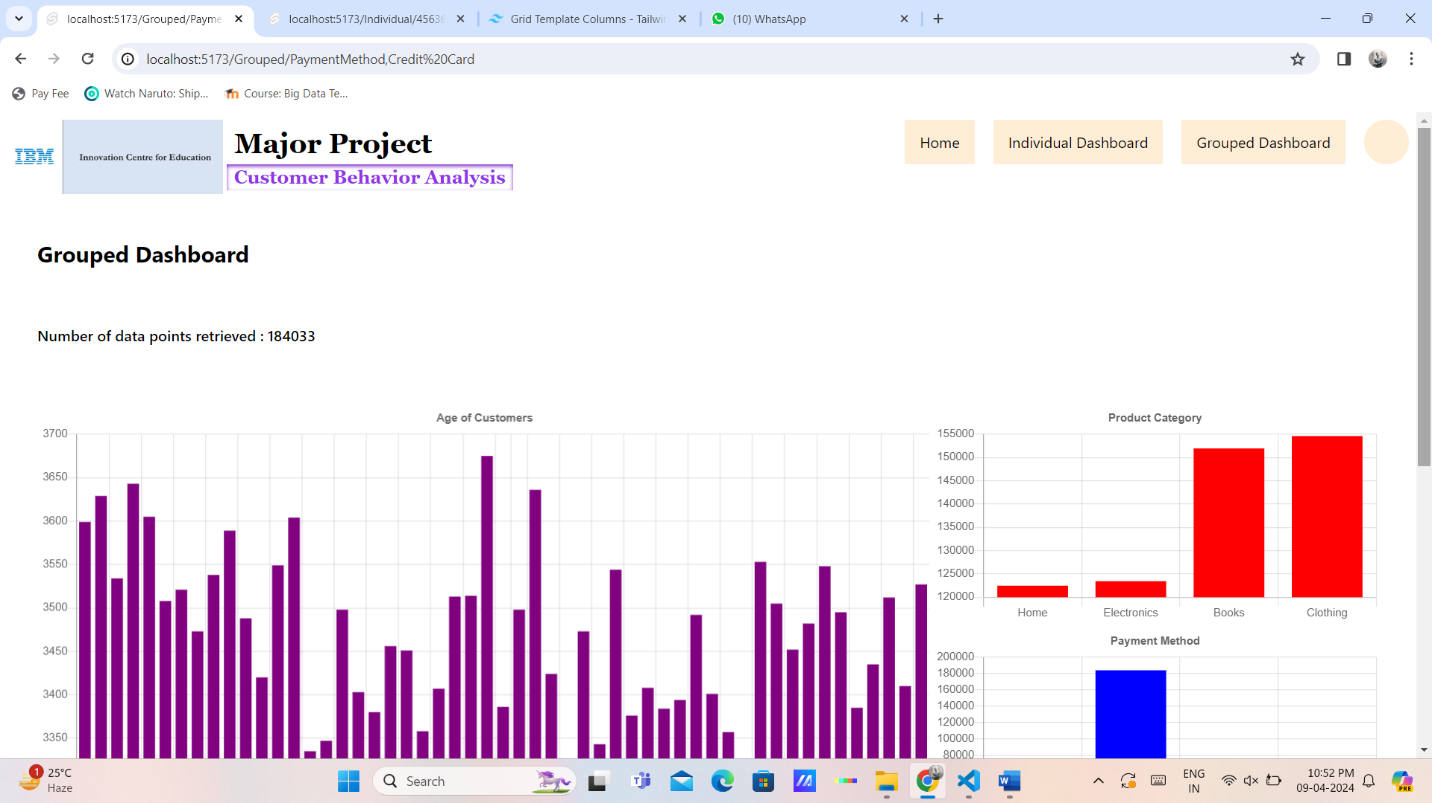 localhost:5173/Grouped/Payme
localhost:5173/Individual/4563
Grid Template Columns - Tailwi
(10) WhatsApp
localhost:5173/Grouped/PaymentMethod,Credit%20Card
Pay Fee
Watch Naruto: Ship...
Course: Big Data Te...
IBM
Innovation Centre for Education
Major Project
Customer Behavior Analysis
Home
Individual Dashboard
Grouped Dashboard
Grouped Dashboard
Number of data points retrieved : 184033
Age of Customers
3700
3650
3600
3550
3500
3450
3400
3350
Product Category
155000
150000
145000
140000
135000
130000
125000
120000
Home
Electronics
Books
Clothing
Payment Method
200000
180000
160000
140000
120000
100000
80000
1
25°C
Haze
Search
ENG
IN
10:52 PM
09-04-2024
PRE